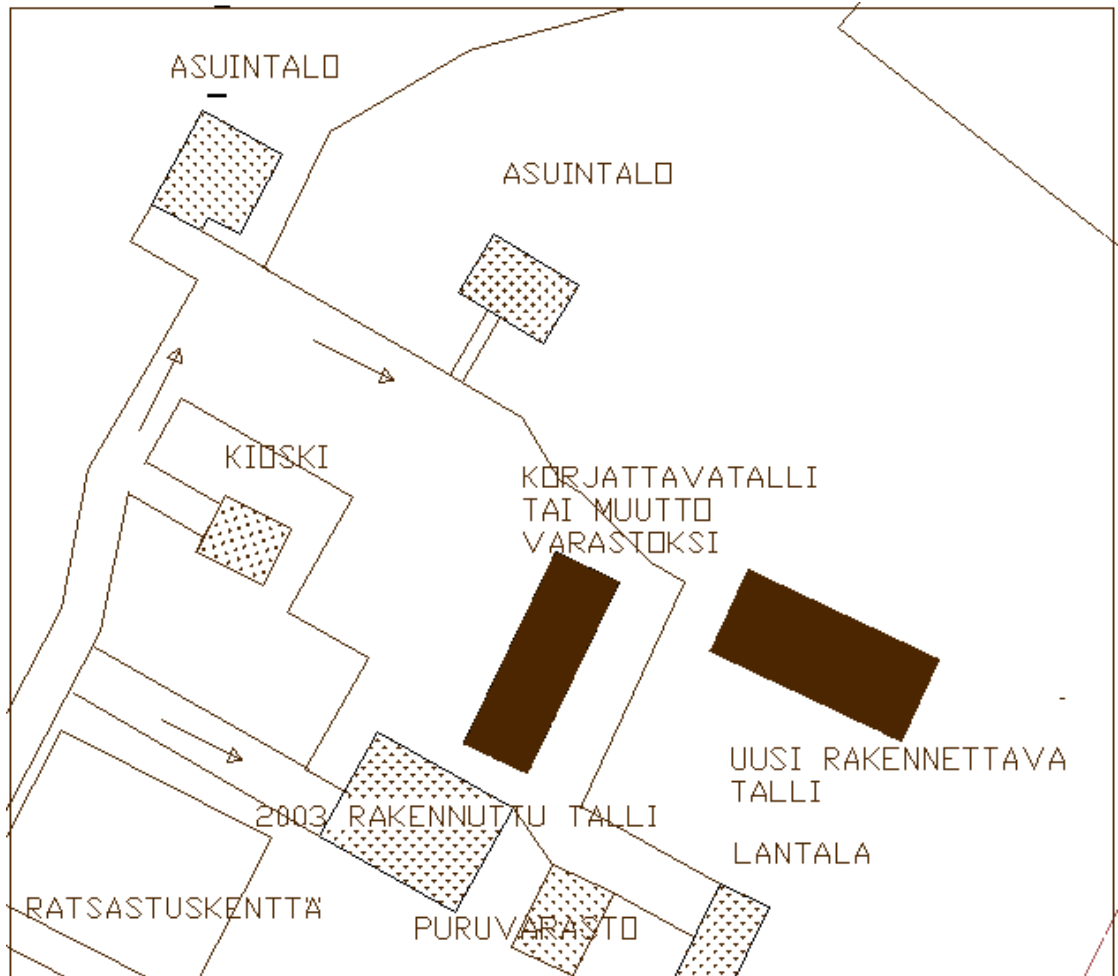 ASUINTALO
ASUINTALO
KIOSKI
KORJATTAVATALLI
TAI MUUTTO
VARASTOKSI
UUSI RAKENNETTAVA
TALLI
2003 RAKENNUTTU TALLI
LANTALA
RATSASTUSKENTTÄ
PURUVARASTO